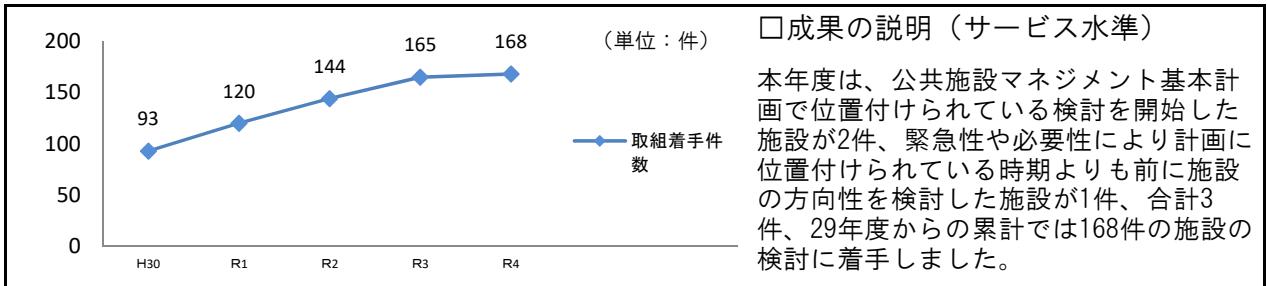 200
150
100
50
0
93
120
144
165
168
H30
R1
R2
R3
R4
（単位：件）
取組着手件
数
□成果の説明（サービス水準）
本年度は、公共施設マネジメント基本計
画で位置付けられている検討を開始した
施設が2件、緊急性や必要性により計画に
位置付けられている時期よりも前に施設
の方向性を検討した施設が1件、合計3
件、29年度からの累計では168件の施設の
検討に着手しました。